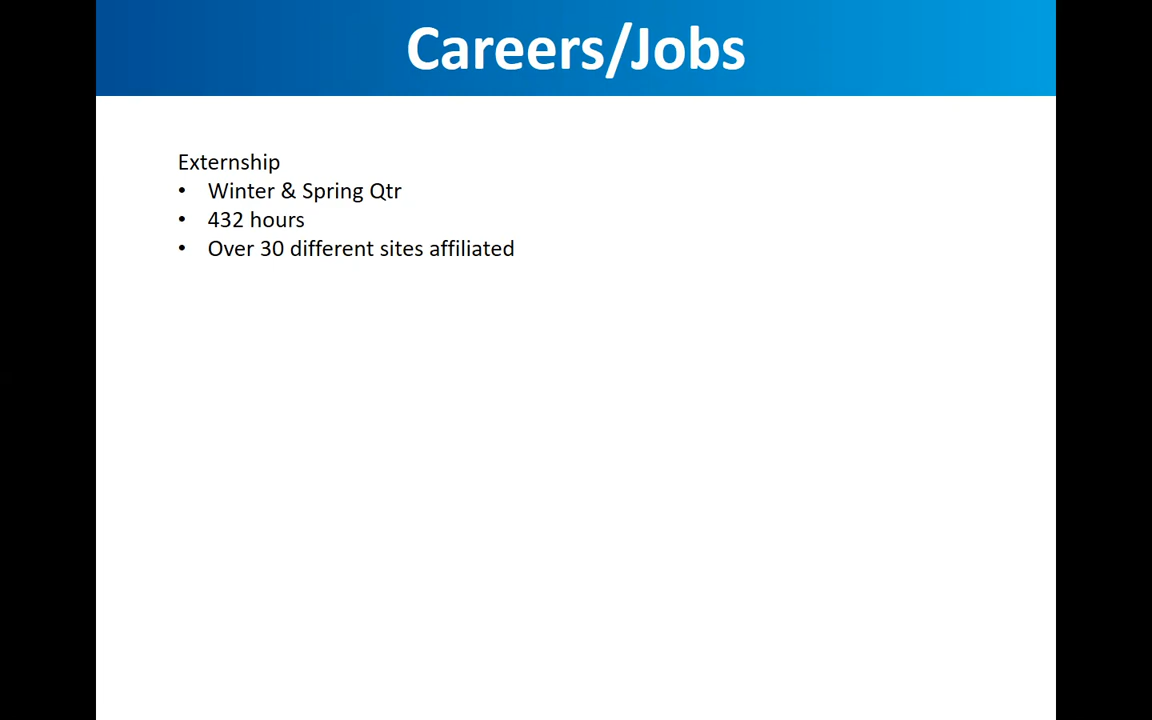 Careers/Jobs
Externship
• Winter & Spring Qtr
• 432 hours
• Over 30 different sites affiliated